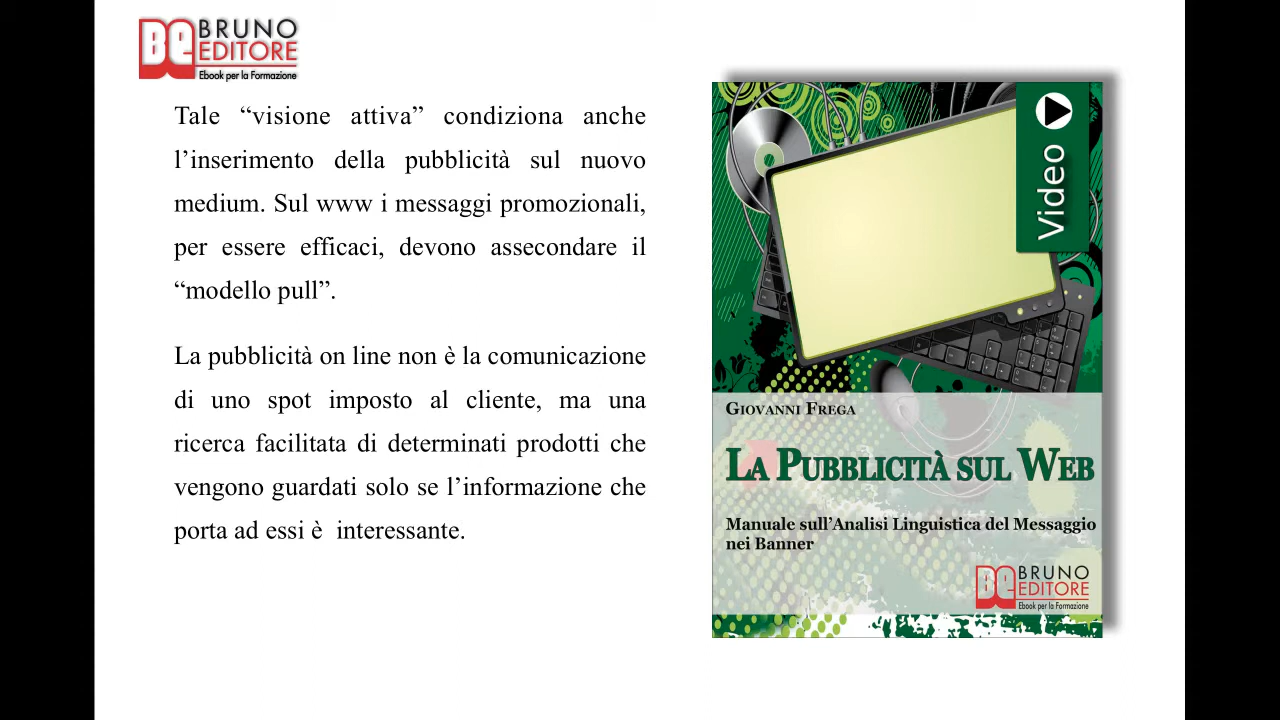 BRUNO
EDITORE
Ebook per la Formazione
Tale “visione attiva” condiziona anche
l’inserimento della pubblicità sul nuovo
medium. Sul www i messaggi promozionali,
per essere efficaci, devono assecondare il
“modello pull”.
La pubblicità on line non è la comunicazione
di uno spot imposto al cliente, ma una
ricerca facilitata di determinati prodotti che
vengono guardati solo se l’informazione che
porta ad essi è  interessante.
Video
GIOVANNI FREGA
LA PUBBLICITÀ SUL WEB
Manuale sull’Analisi Linguistica del Messaggio
nei Banner
BRUNO
EDITORE
Ebook per la Formazione